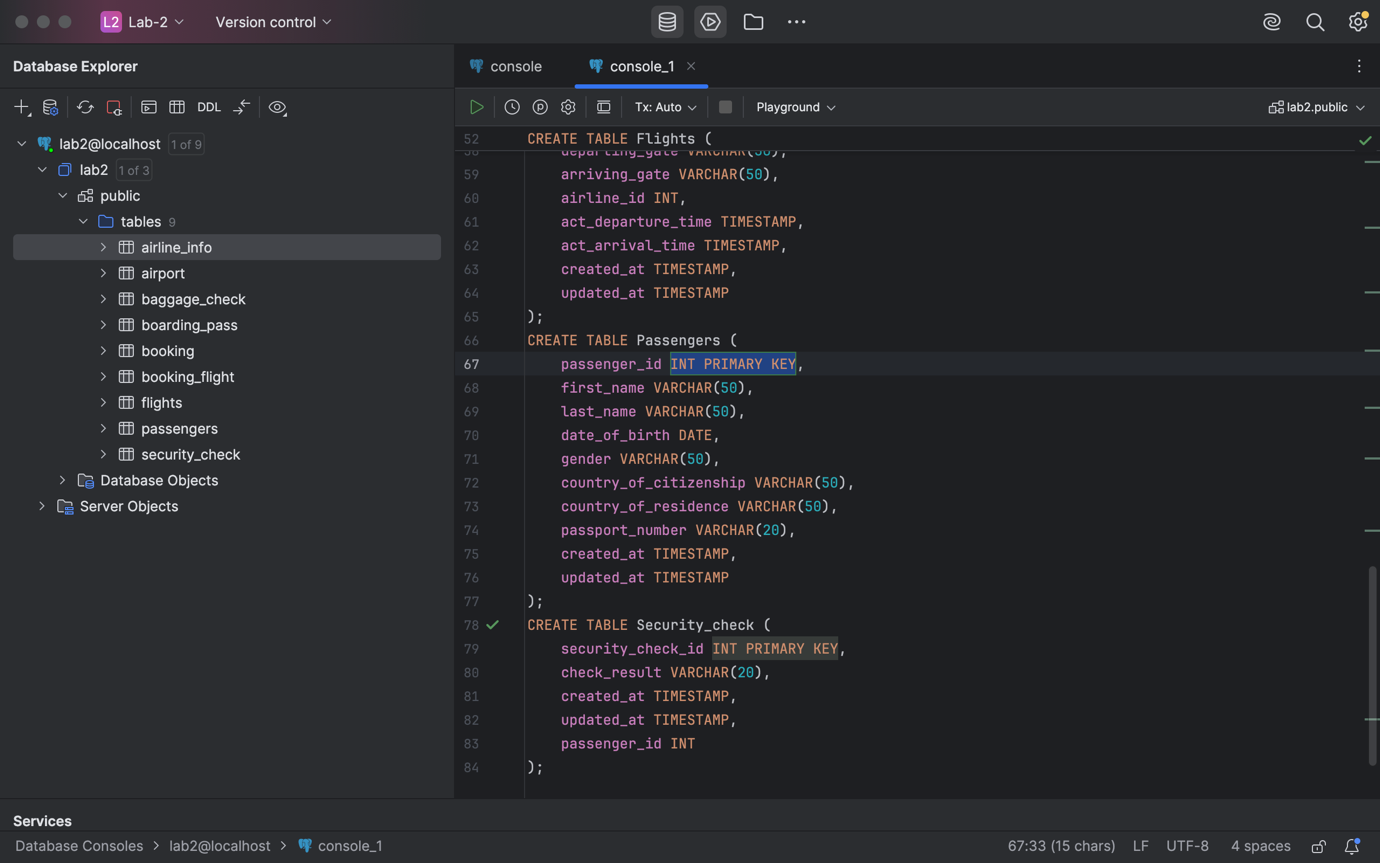 L2 Lab-2 Version control
Database Explorer
console console_1
DDL Tx: Auto Playground lab2.public
lab2@localhost 1 of 9
lab2 1 of 3
public
tables 9
airline_info
airport
baggage_check
boarding_pass
booking
booking_flight
flights
passengers
security_check
Database Objects
Server Objects
52 CREATE TABLE Flights (
58 departing_gate VARCHAR(50),
59 arriving_gate VARCHAR(50),
60 airline_id INT,
61 act_departure_time TIMESTAMP,
62 act_arrival_time TIMESTAMP,
63 created_at TIMESTAMP,
64 updated_at TIMESTAMP
65 );
66 CREATE TABLE Passengers (
67 passenger_id INT PRIMARY KEY,
68 first_name VARCHAR(50),
69 last_name VARCHAR(50),
70 date_of_birth DATE,
71 gender VARCHAR(50),
72 country_of_citizenship VARCHAR(50),
73 country_of_residence VARCHAR(50),
74 passport_number VARCHAR(20),
75 created_at TIMESTAMP,
76 updated_at TIMESTAMP
77 );
78 CREATE TABLE Security_check (
79 security_check_id INT PRIMARY KEY,
80 check_result VARCHAR(20),
81 created_at TIMESTAMP,
82 updated_at TIMESTAMP,
83 passenger_id INT
84 );
Services
Database Consoles > lab2@localhost > console_1 67:33 (15 chars) LF UTF-8 4 spaces